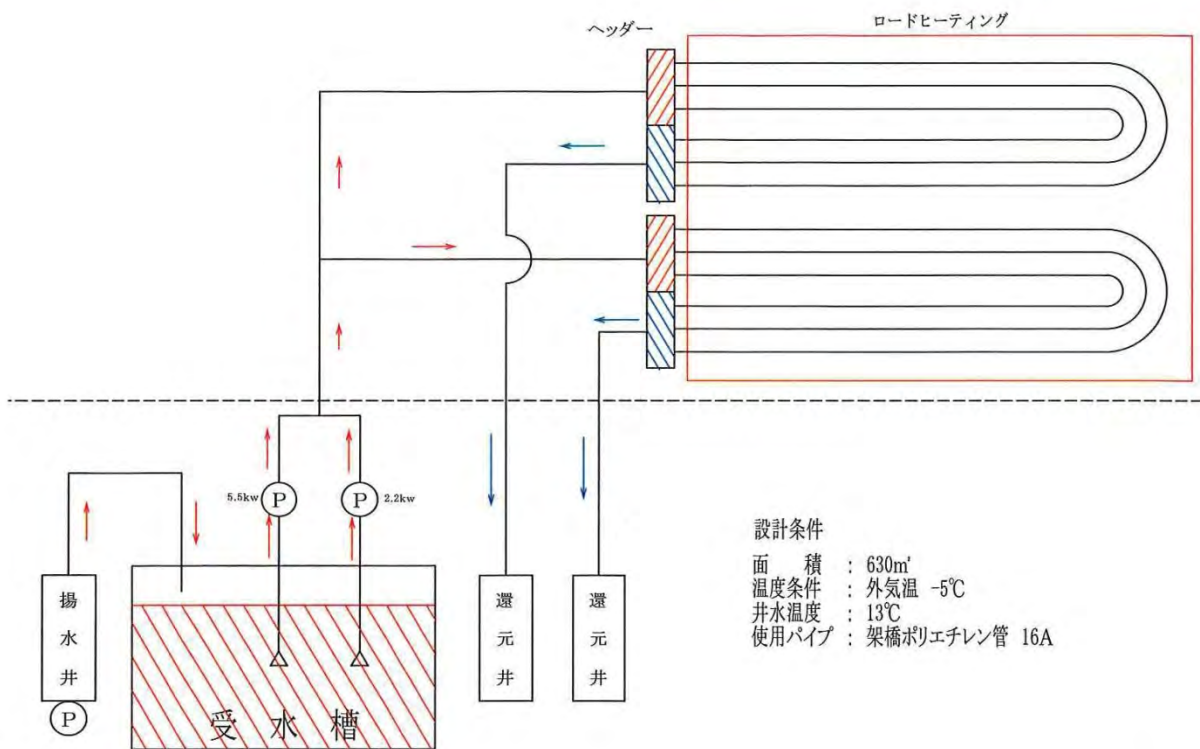 ロードヒーティング
ヘッダー
5.5kw
P
P
2.2kw
設計条件
面　積 : 630㎡
温度条件 : 外気温 -5℃
井水温度 : 13℃
使用パイプ : 架橋ポリエチレン管 16A
揚水井
P
受水槽
還元井
還元井